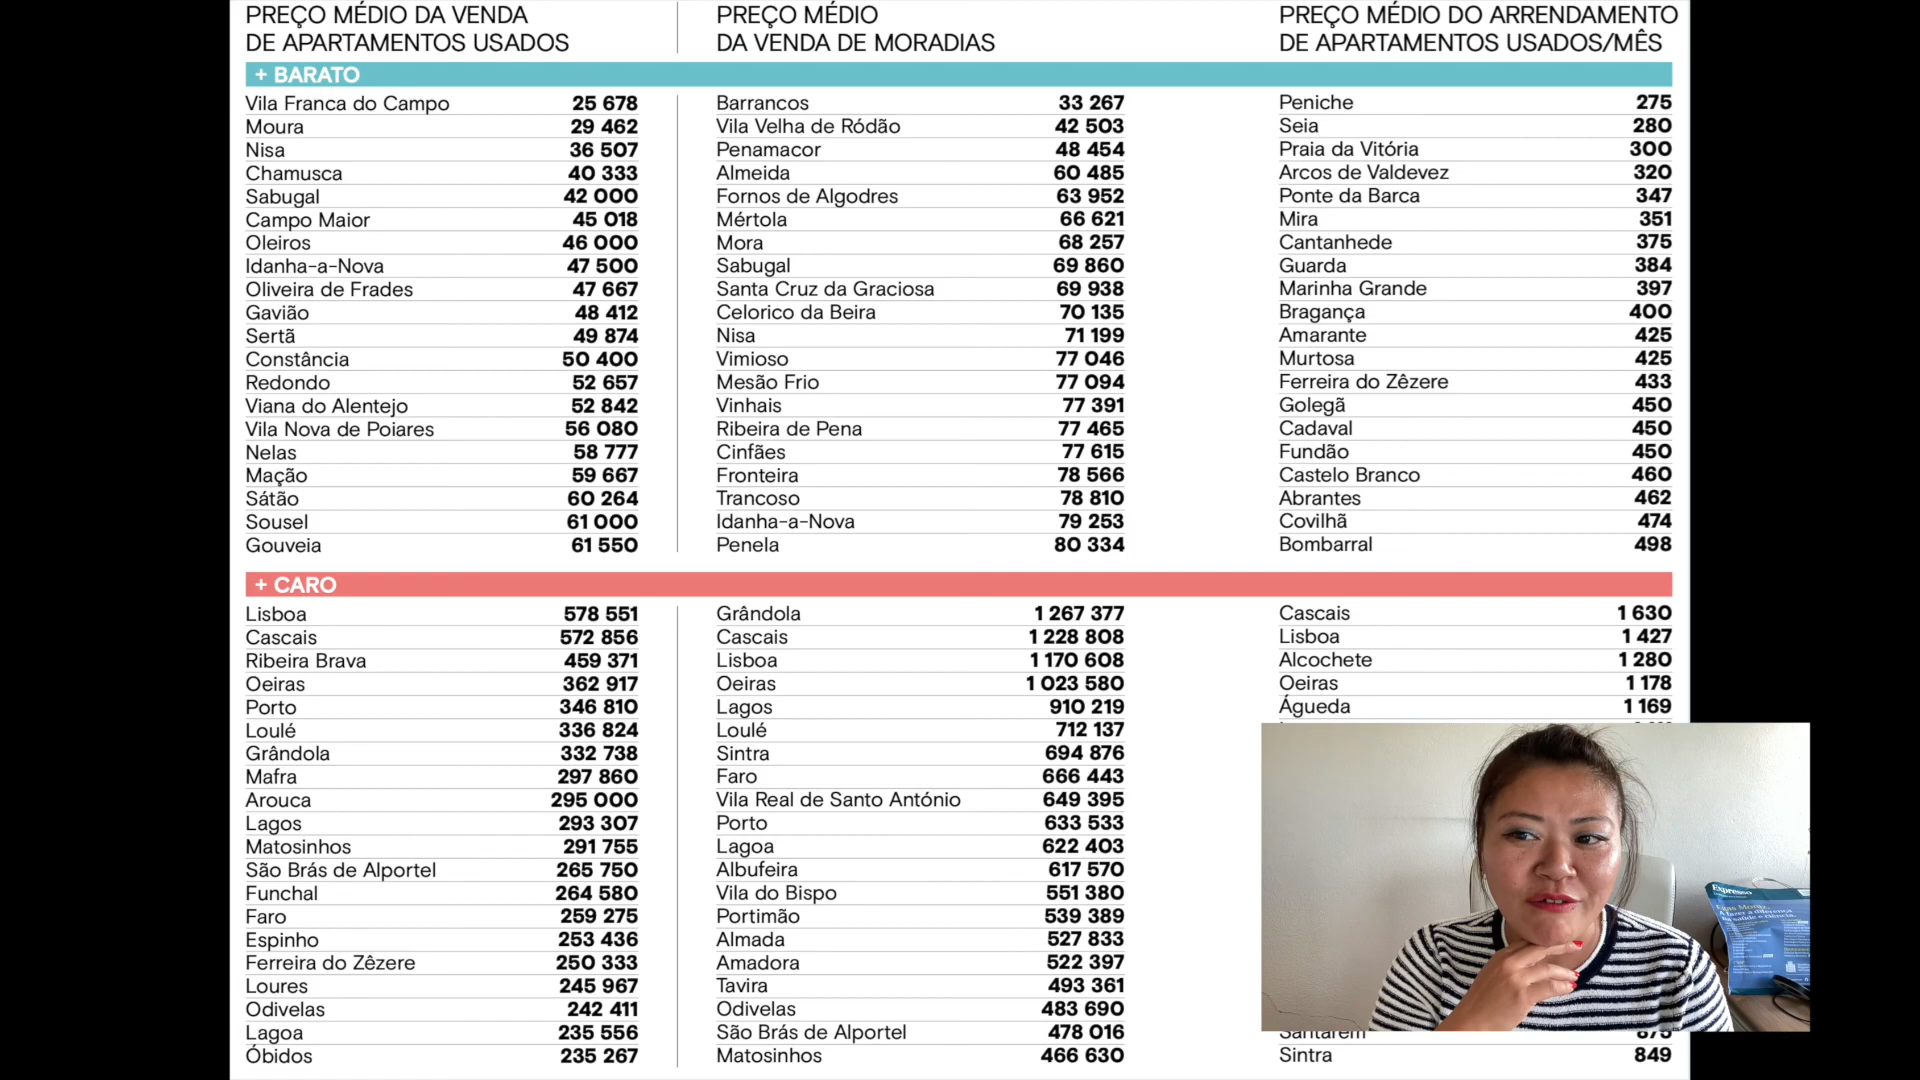 PREÇO MÉDIO DA VENDA
DE APARTAMENTOS USADOS
PREÇO MÉDIO
DA VENDA DE MORADIAS
PREÇO MÉDIO DO ARRENDAMENTO
DE APARTAMENTOS USADOS/MÊS
+ BARATO
Vila Franca do Campo 25 678
Moura 29 462
Nisa 36 507
Chamusca 40 333
Sabugal 42 000
Campo Maior 45 018
Oleiros 46 000
Idanha-a-Nova 47 500
Oliveira de Frades 47 667
Gavião 48 412
Sertã 49 874
Constância 50 400
Redondo 52 657
Viana do Alentejo 52 842
Vila Nova de Poiares 56 080
Nelas 58 777
Mação 59 667
Sátão 60 264
Sousel 61 000
Gouveia 61 550
Barrancos 33 267
Vila Velha de Ródão 42 503
Penamacor 48 454
Almeida 60 485
Fornos de Algodres 63 952
Mértola 66 621
Mora 68 257
Sabugal 69 860
Santa Cruz da Graciosa 69 938
Celorico da Beira 70 135
Nisa 71 199
Vimioso 77 046
Mesão Frio 77 094
Vinhais 77 391
Ribeira de Pena 77 465
Cinfães 77 615
Fronteira 78 566
Trancoso 78 810
Idanha-a-Nova 79 253
Penela 80 334
Peniche 275
Seia 280
Praia da Vitória 300
Arcos de Valdevez 320
Ponte da Barca 347
Mira 351
Cantanhede 375
Guarda 384
Marinha Grande 397
Bragança 400
Amarante 425
Murtosa 425
Ferreira do Zêzere 433
Golegã 450
Cadaval 450
Fundão 450
Castelo Branco 460
Abrantes 462
Covilhã 474
Bombarral 498
+ CARO
Lisboa 578 551
Cascais 572 856
Ribeira Brava 459 371
Oeiras 362 917
Porto 346 810
Loulé 336 824
Grândola 332 738
Mafra 297 860
Arouca 295 000
Lagos 293 307
Matosinhos 291 755
São Brás de Alportel 265 750
Funchal 264 580
Faro 259 275
Espinho 253 436
Ferreira do Zêzere 250 333
Loures 245 967
Odivelas 242 411
Lagoa 235 556
Óbidos 235 267
Grândola 1 267 377
Cascais 1 228 808
Lisboa 1 170 608
Oeiras 1 023 580
Lagos 910 219
Loulé 712 137
Sintra 694 876
Faro 666 443
Vila Real de Santo António 649 395
Porto 633 533
Lagoa 622 403
Albufeira 617 570
Vila do Bispo 551 380
Portimão 539 389
Almada 527 833
Amadora 522 397
Tavira 493 361
Odivelas 483 690
São Brás de Alportel 478 016
Matosinhos 466 630
Cascais 1 630
Lisboa 1 427
Alcochete 1 280
Oeiras 1 178
Águeda 1 169
Santarém 875
Sintra 849
Expresso
Egas Moniz.
A fazer a diferença
na saúde e ciência.